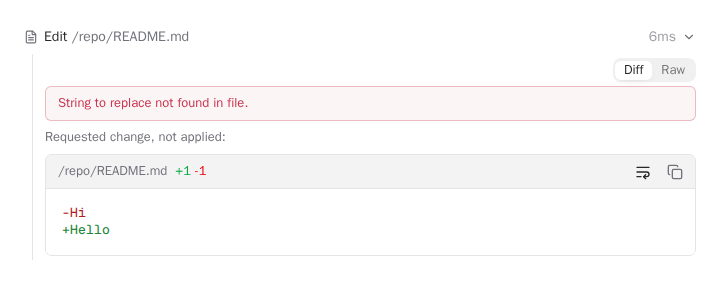 Edit /repo/README.md 6ms
Diff Raw
String to replace not found in file.
Requested change, not applied:
/repo/README.md +1 -1
-Hi
+Hello